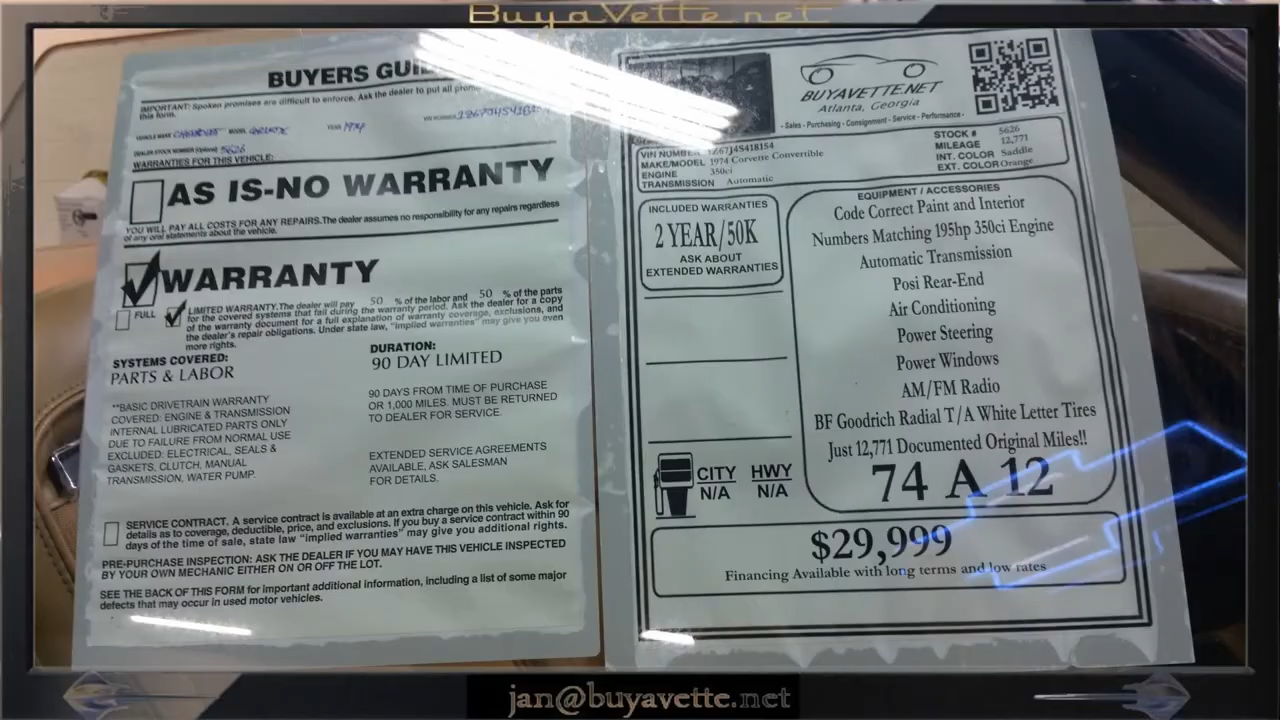 BuyaVette.net
BUYERS
IMPORTANT: Spoken promises are difficult to enforce. Ask the dealer to put all
this form.
VEHICLE MAKE CHEVROLET MODEL CORVETTE YEAR 1974 VIN NUMBER
DEALER STOCK NUMBER (Optional) 5626
WARRANTIES FOR THIS VEHICLE:
AS IS-NO WARRANTY
YOU WILL PAY ALL COSTS FOR ANY REPAIRS. The dealer assumes no responsibility for any repairs regardless
of any oral statements about the vehicle.
WARRANTY
FULL
LIMITED WARRANTY. The dealer will pay 50 % of the labor and 50 % of the parts
for the covered systems that fail during the warranty period. Ask the dealer for a copy
of the warranty document for a full explanation of warranty coverage, exclusions, and
the dealer's repair obligations. Under state law, "implied warranties" may give you even
more rights.
SYSTEMS COVERED:
PARTS & LABOR
DURATION:
90 DAY LIMITED
**BASIC DRIVETRAIN WARRANTY
COVERED: ENGINE & TRANSMISSION
INTERNAL LUBRICATED PARTS ONLY
DUE TO FAILURE FROM NORMAL USE
EXCLUDED: ELECTRICAL, SEALS &
GASKETS, CLUTCH, MANUAL
TRANSMISSION, WATER PUMP.
90 DAYS FROM TIME OF PURCHASE
OR 1,000 MILES. MUST BE RETURNED
TO DEALER FOR SERVICE.
EXTENDED SERVICE AGREEMENTS
AVAILABLE, ASK SALESMAN
FOR DETAILS.
SERVICE CONTRACT. A service contract is available at an extra charge on this vehicle. Ask for
details as to coverage, deductible, price, and exclusions. If you buy a service contract within 90
days of the time of sale, state law "implied warranties" may give you additional rights.
PRE-PURCHASE INSPECTION: ASK THE DEALER IF YOU MAY HAVE THIS VEHICLE INSPECTED
BY YOUR OWN MECHANIC EITHER ON OR OFF THE LOT.
SEE THE BACK OF THIS FORM for important additional information, including a list of some major
defects that may occur in used motor vehicles.
BUYAVETTE.NET
Atlanta, Georgia
- Sales - Purchasing - Consignment - Service - Performance -
VIN NUMBER 1Z67J4S418154
MAKE/MODEL 1974 Corvette Convertible
ENGINE 350ci
TRANSMISSION Automatic
STOCK # 5626
MILEAGE 12,771
INT. COLOR Saddle
EXT. COLOR Orange
INCLUDED WARRANTIES
2 YEAR/50K
ASK ABOUT
EXTENDED WARRANTIES
CITY HWY
N/A N/A
EQUIPMENT / ACCESSORIES
Code Correct Paint and Interior
Numbers Matching 195hp 350ci Engine
Automatic Transmission
Posi Rear-End
Air Conditioning
Power Steering
Power Windows
AM/FM Radio
BF Goodrich Radial T/A White Letter Tires
Just 12,771 Documented Original Miles!!
74 A 12
$29,999
Financing Available with long terms and low rates
jan@buyavette.net